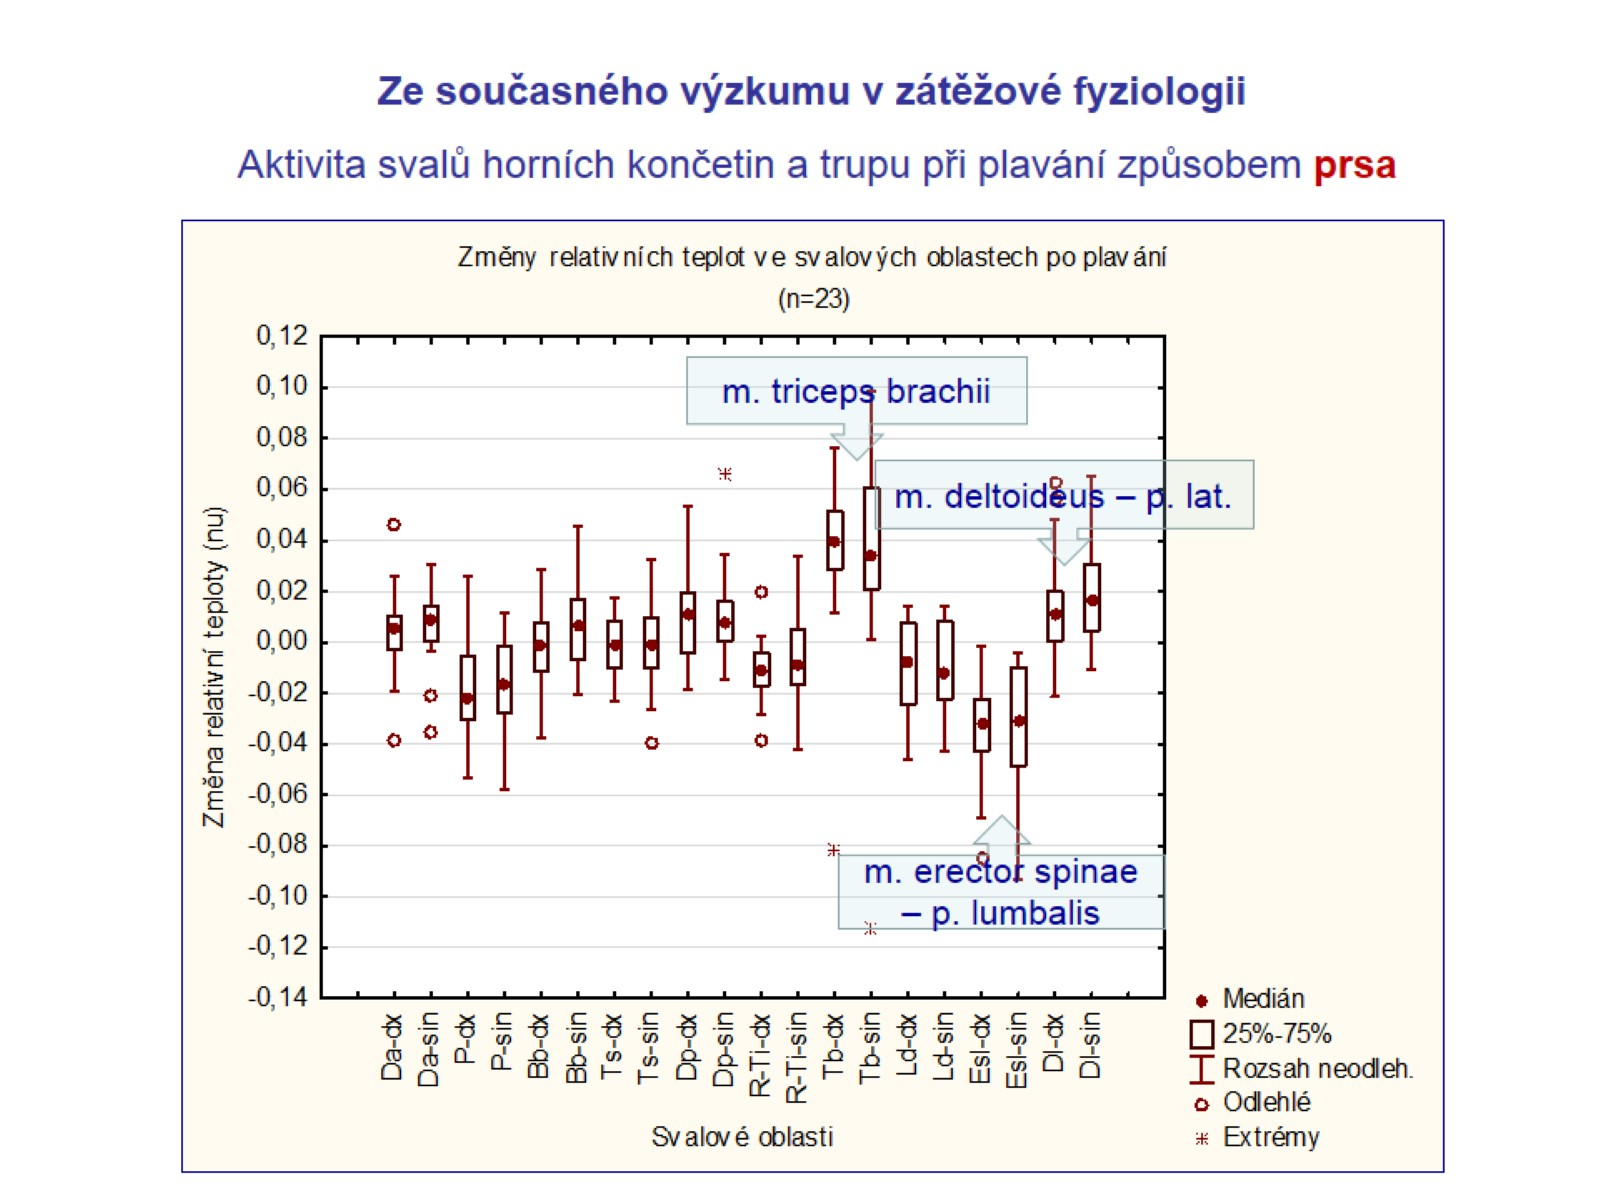 Ze současného výzkumu v zátěžové fyziologii
Aktivita svalů horních končetin a trupu při plavání způsobem prsa
Změny relativních teplot ve svalových oblastech po plavání
(n=23)
0,12
0,10
0,08
0,06
0,04
0,02
0,00
-0,02
-0,04
-0,06
-0,08
-0,10
-0,12
-0,14
Změna relativní teploty (nu)
m. triceps brachii
m. deltoideus – p. lat.
m. erector spinae
– p. lumbalis
Da-dx
Da-sin
P-dx
P-sin
Bb-dx
Bb-sin
Ts-dx
Ts-sin
Dp-dx
Dp-sin
R-Ti-dx
R-Ti-sin
Tb-dx
Tb-sin
Ld-dx
Ld-sin
Esl-dx
Esl-sin
Dl-dx
Dl-sin
Svalové oblasti
Medián
25%-75%
Rozsah neodleh.
Odlehlé
Extrémy